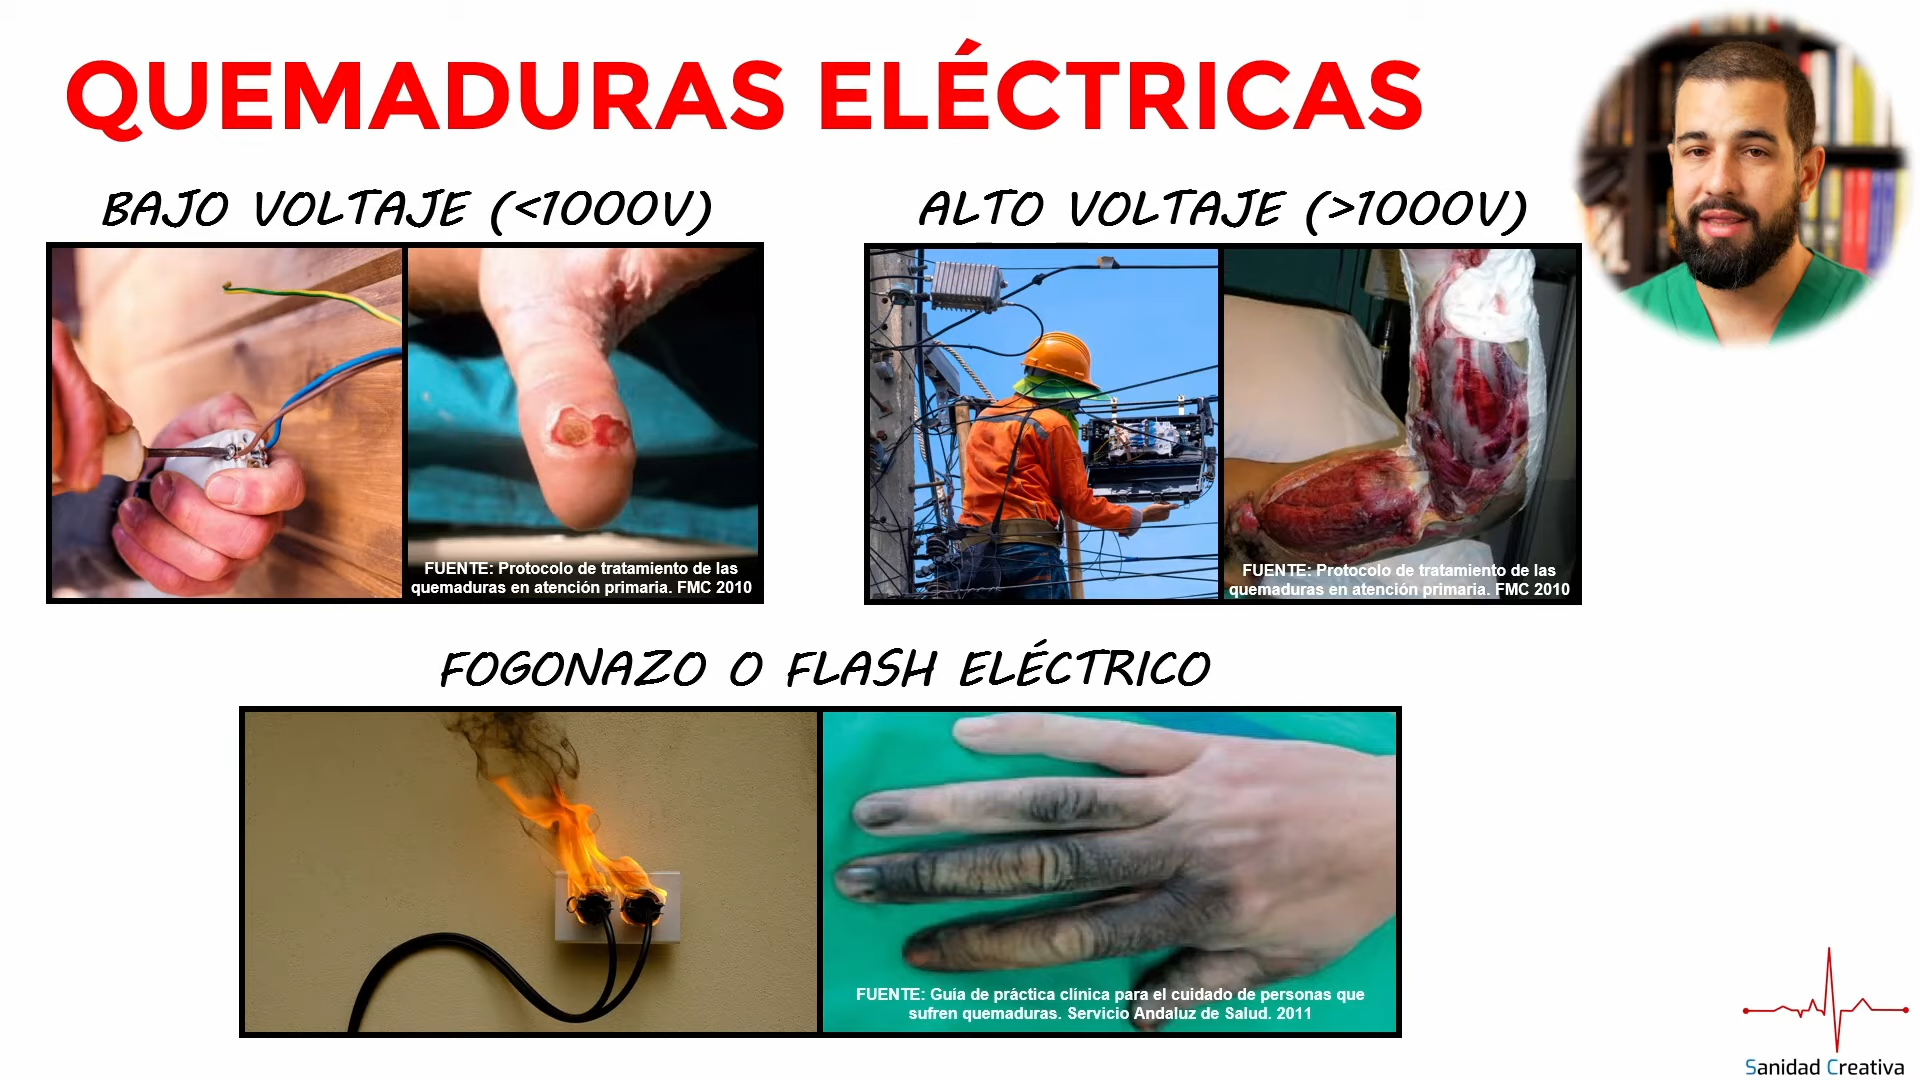 QUEMADURAS ELÉCTRICAS
BAJO VOLTAJE (<1000V)
ALTO VOLTAJE (>1000V)
FUENTE: Protocolo de tratamiento de las
quemaduras en atención primaria. FMC 2010
FUENTE: Protocolo de tratamiento de las
quemaduras en atención primaria. FMC 2010
FOGONAZO O FLASH ELÉCTRICO
FUENTE: Guía de práctica clínica para el cuidado de personas que
sufren quemaduras. Servicio Andaluz de Salud. 2011
Sanidad Creativa